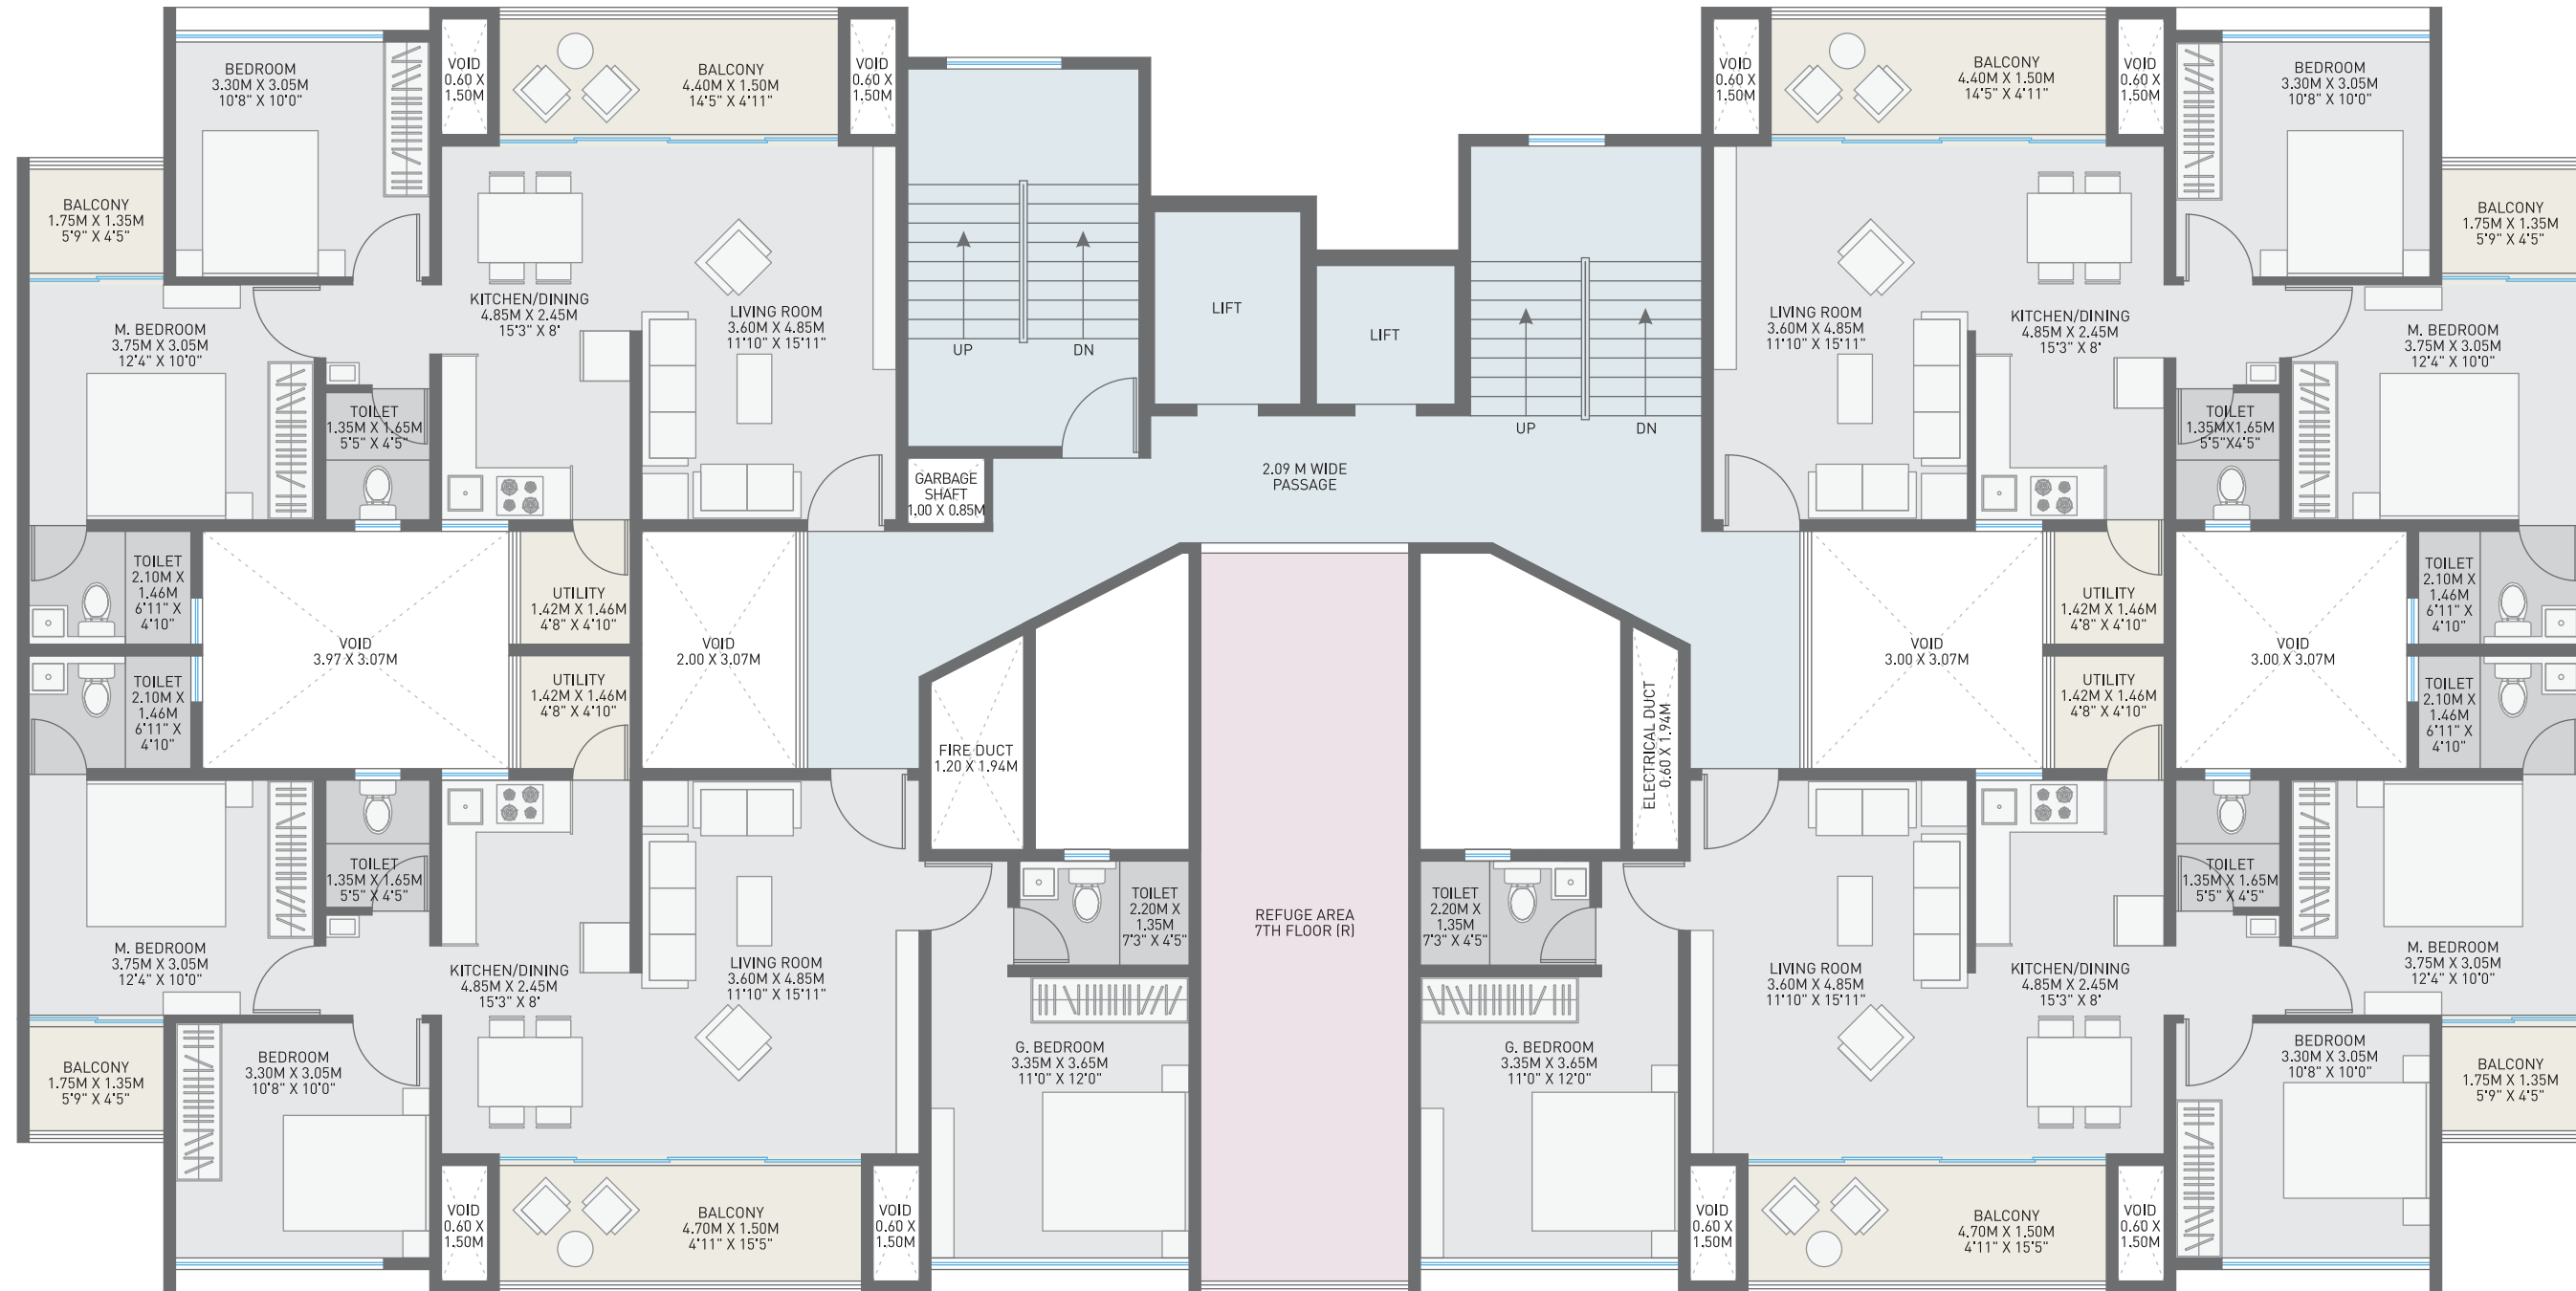 BEDROOM
3.30M X 3.05M
10'8" X 10'0"
VOID
0.60 X
1.50M
BALCONY
4.40M X 1.50M
14'5" X 4'11"
VOID
0.60 X
1.50M
VOID
0.60 X
1.50M
BALCONY
4.40M X 1.50M
14'5" X 4'11"
VOID
0.60 X
1.50M
BEDROOM
3.30M X 3.05M
10'8" X 10'0"
BALCONY
1.75M X 1.35M
5'9" X 4'5"
BALCONY
1.75M X 1.35M
5'9" X 4'5"
M. BEDROOM
3.75M X 3.05M
12'4" X 10'0"
KITCHEN/DINING
4.85M X 2.45M
15'3" X 8'
LIVING ROOM
3.60M X 4.85M
11'10" X 15'11"
UP
DN
LIFT
LIFT
UP
DN
LIVING ROOM
3.60M X 4.85M
11'10" X 15'11"
KITCHEN/DINING
4.85M X 2.45M
15'3" X 8'
M. BEDROOM
3.75M X 3.05M
12'4" X 10'0"
TOILET
1.35M X 1.65M
5'5" X 4'5"
TOILET
1.35MX1.65M
5'5"X4'5"
GARBAGE
SHAFT
1.00 X 0.85M
2.09 M WIDE
PASSAGE
TOILET
2.10M X
1.46M
6'11" X
4'10"
VOID
3.97 X 3.07M
UTILITY
1.42M X 1.46M
4'8" X 4'10"
VOID
2.00 X 3.07M
VOID
3.00 X 3.07M
UTILITY
1.42M X 1.46M
4'8" X 4'10"
VOID
3.00 X 3.07M
TOILET
2.10M X
1.46M
6'11" X
4'10"
TOILET
2.10M X
1.46M
6'11" X
4'10"
UTILITY
1.42M X 1.46M
4'8" X 4'10"
FIRE DUCT
1.20 X 1.94M
ELECTRICAL DUCT
0.60 X 1.94M
UTILITY
1.42M X 1.46M
4'8" X 4'10"
TOILET
2.10M X
1.46M
6'11" X
4'10"
TOILET
1.35M X 1.65M
5'5" X 4'5"
TOILET
2.20M X
1.35M
7'3" X 4'5"
REFUGE AREA
7TH FLOOR (R)
TOILET
2.20M X
1.35M
7'3" X 4'5"
TOILET
1.35M X 1.65M
5'5" X 4'5"
M. BEDROOM
3.75M X 3.05M
12'4" X 10'0"
KITCHEN/DINING
4.85M X 2.45M
15'3" X 8'
LIVING ROOM
3.60M X 4.85M
11'10" X 15'11"
LIVING ROOM
3.60M X 4.85M
11'10" X 15'11"
KITCHEN/DINING
4.85M X 2.45M
15'3" X 8'
M. BEDROOM
3.75M X 3.05M
12'4" X 10'0"
BALCONY
1.75M X 1.35M
5'9" X 4'5"
BEDROOM
3.30M X 3.05M
10'8" X 10'0"
G. BEDROOM
3.35M X 3.65M
11'0" X 12'0"
G. BEDROOM
3.35M X 3.65M
11'0" X 12'0"
BEDROOM
3.30M X 3.05M
10'8" X 10'0"
BALCONY
1.75M X 1.35M
5'9" X 4'5"
VOID
0.60 X
1.50M
BALCONY
4.70M X 1.50M
4'11" X 15'5"
VOID
0.60 X
1.50M
VOID
0.60 X
1.50M
BALCONY
4.70M X 1.50M
4'11" X 15'5"
VOID
0.60 X
1.50M